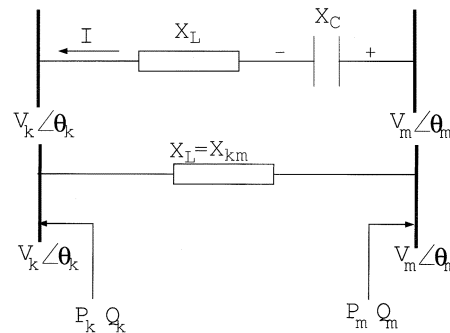 I X_L − X_C +
V_k∠θ_k V_m∠θ_m
X_L=X_km
V_k∠θ_k V_m∠θ_m
P_k Q_k P_m Q_m